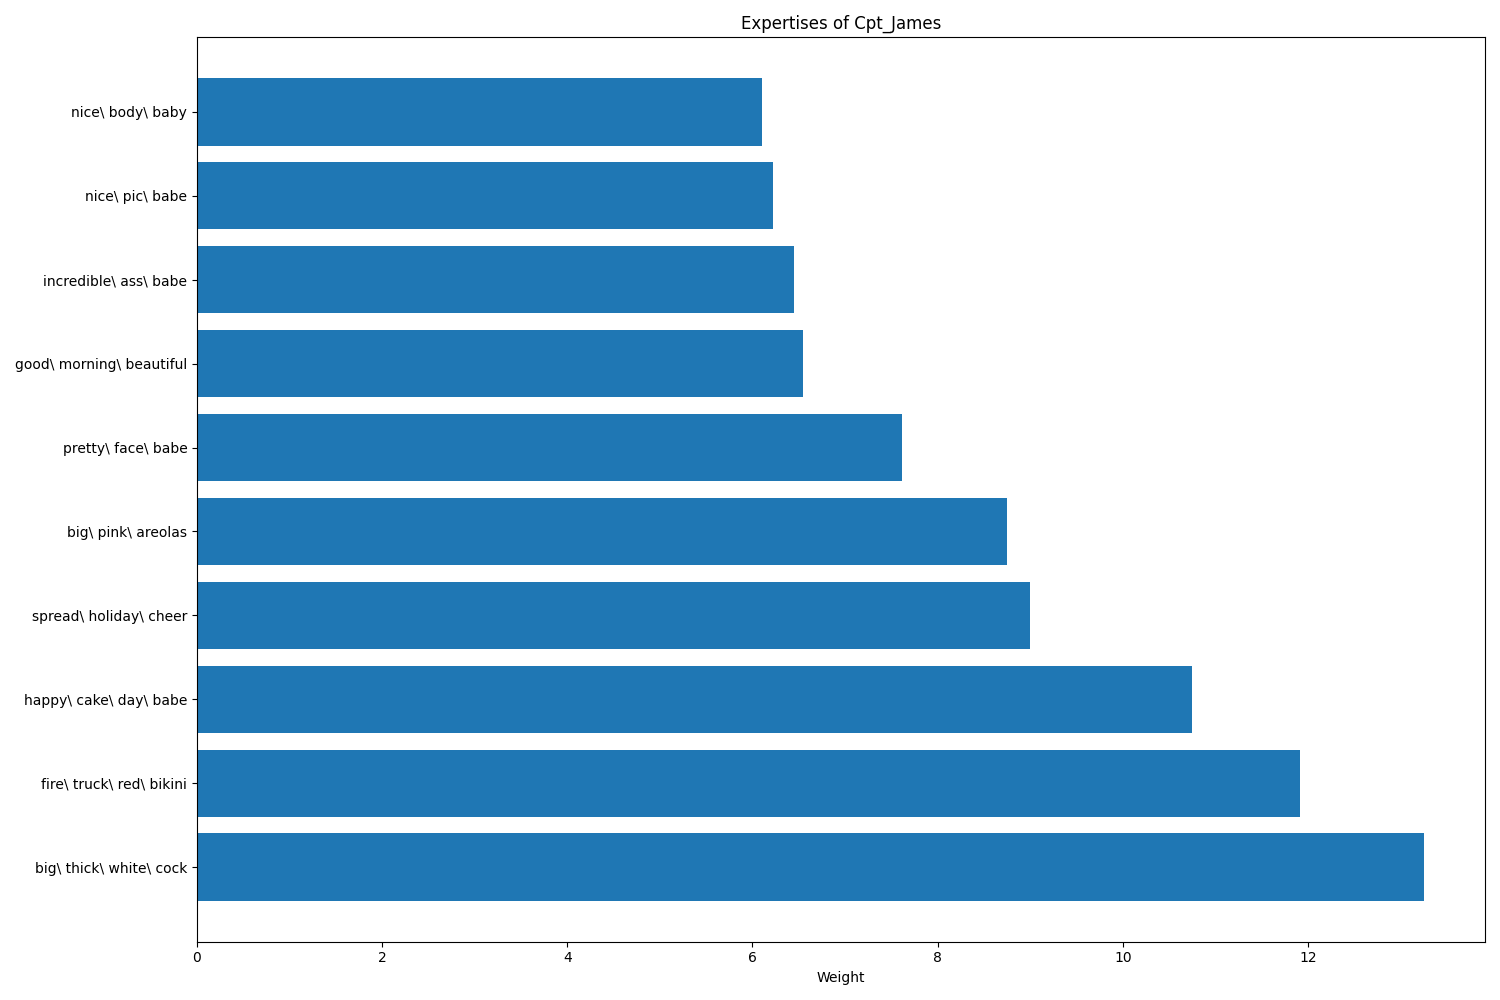 Expertises of Cpt_James
nice\ body\ baby
nice\ pic\ babe
incredible\ ass\ babe
good\ morning\ beautiful
pretty\ face\ babe
big\ pink\ areolas
spread\ holiday\ cheer
happy\ cake\ day\ babe
fire\ truck\ red\ bikini
big\ thick\ white\ cock
0 2 4 6 8 10 12
Weight